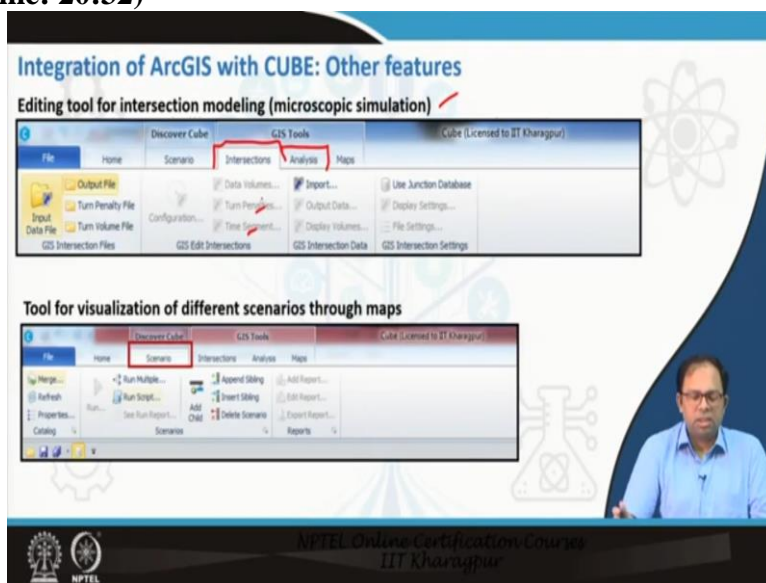 Integration of ArcGIS with CUBE: Other features
Editing tool for intersection modeling (microscopic simulation)
Discover Cube GIS Tools Cube (Licensed to IIT Kharagpur)
File Home Scenario Intersections Analysis Maps
Input Data File
Output File
Turn Penalty File
Turn Volume File
GIS Intersection Files
Configuration...
Data Volumes...
Turn Penalties...
Time Segment...
GIS Edit Intersections
Import...
Output Data...
Display Volumes...
GIS Intersection Data
Use Junction Database
Display Settings...
File Settings...
GIS Intersection Settings
Tool for visualization of different scenarios through maps
Discover Cube GIS Tools Cube (Licensed to IIT Kharagpur)
File Home Scenario Intersections Analysis Maps
Merge...
Refresh
Properties...
Catalog
Run...
Run Multiple...
Run Script...
See Run Report...
Scenarios
Add Child
Append Sibling
Insert Sibling
Delete Scenario
Add Report...
Edit Report...
Export Report...
Reports
NPTEL
NPTEL Online Certification Courses
IIT Kharagpur